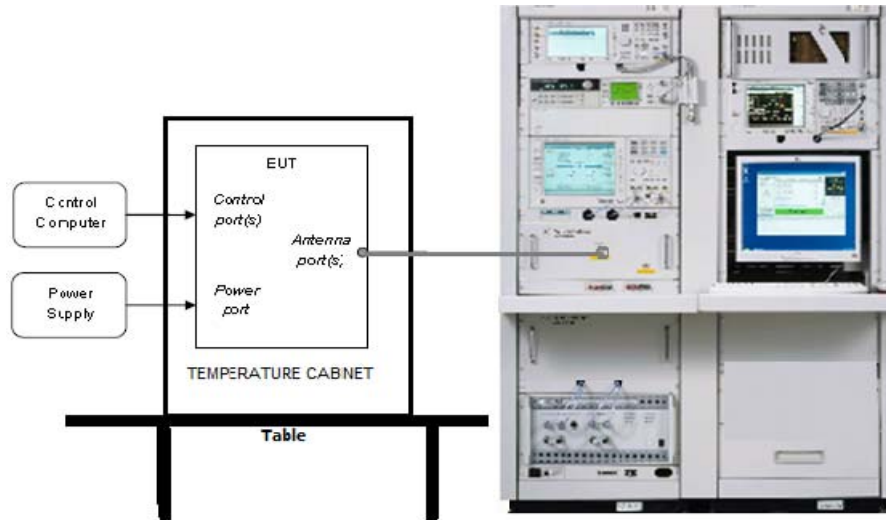 EUT
Control
port(s)
Antenna
port(s)
Power
port
Control
Computer
Power
Supply
TEMPERATURE CABNET
Table